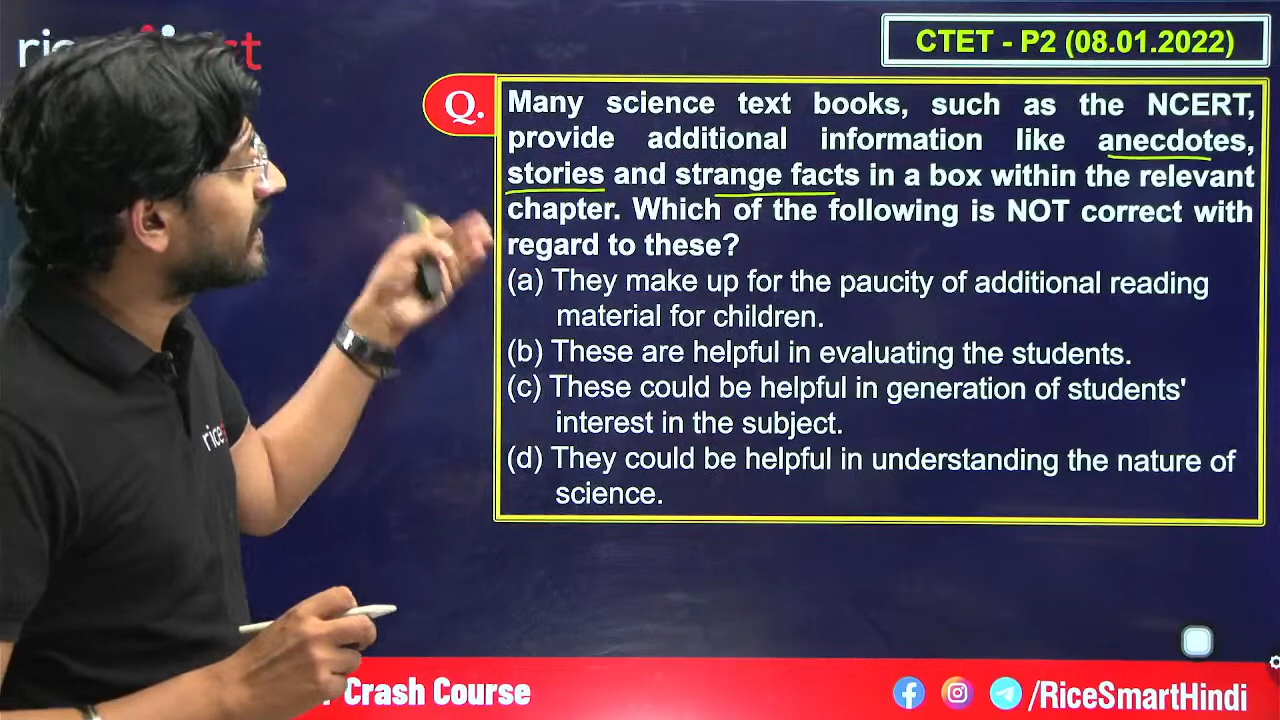 CTET - P2 (08.01.2022)
Q. Many science text books, such as the NCERT,
provide additional information like anecdotes,
stories and strange facts in a box within the relevant
chapter. Which of the following is NOT correct with
regard to these?
(a) They make up for the paucity of additional reading
material for children.
(b) These are helpful in evaluating the students.
(c) These could be helpful in generation of students'
interest in the subject.
(d) They could be helpful in understanding the nature of
science.
rice
Crash Course
/RiceSmartHindi